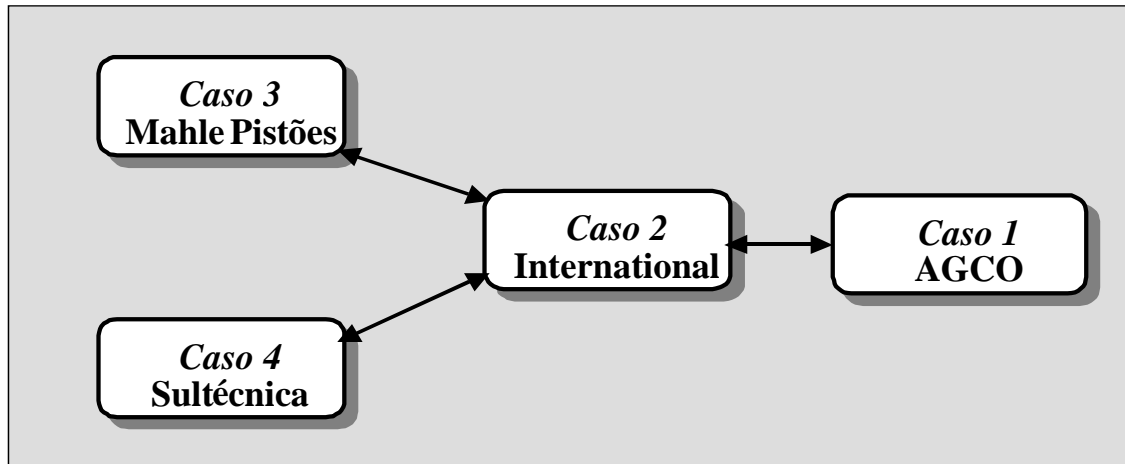 Caso 3
Mahle Pistões
Caso 2
International
Caso 1
AGCO
Caso 4
Sultécnica